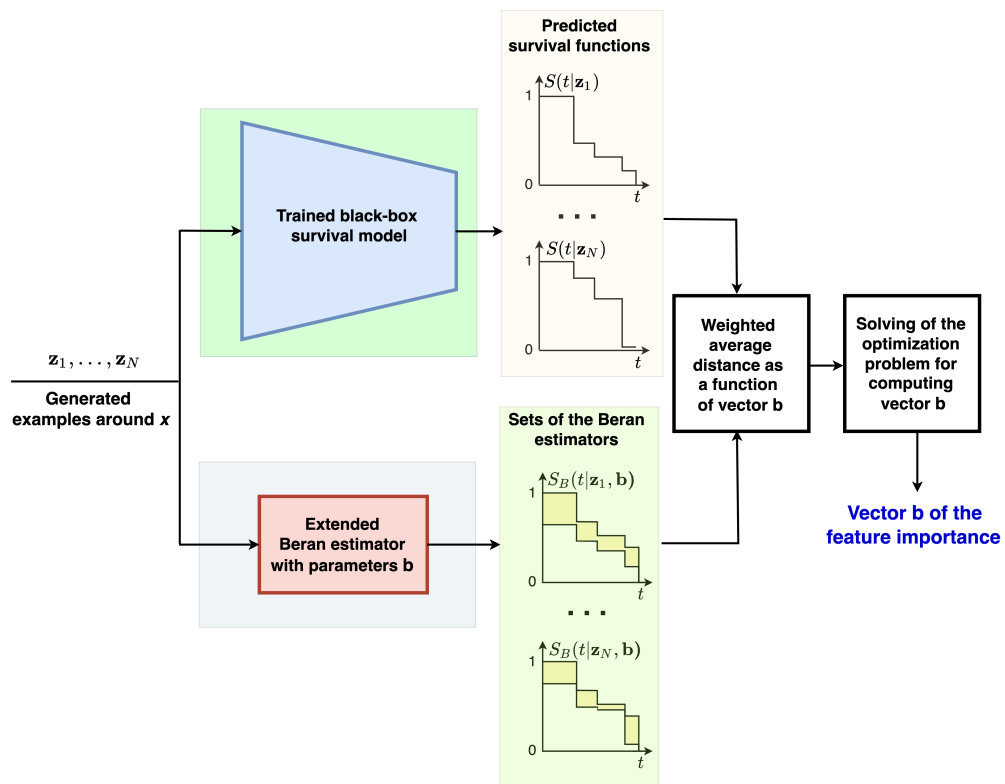 Predicted
survival functions
S(t|z₁)
1
0
t
. . .
S(t|z_N)
1
0
t
Trained black-box
survival model
z₁, . . . , z_N
Generated
examples around x
Weighted
average
distance as
a function
of vector b
Solving of the
optimization
problem for
computing
vector b
Vector b of the
feature importance
Extended
Beran estimator
with parameters b
Sets of the Beran
estimators
S_B(t|z₁, b)
1
0
t
. . .
S_B(t|z_N, b)
1
0
t